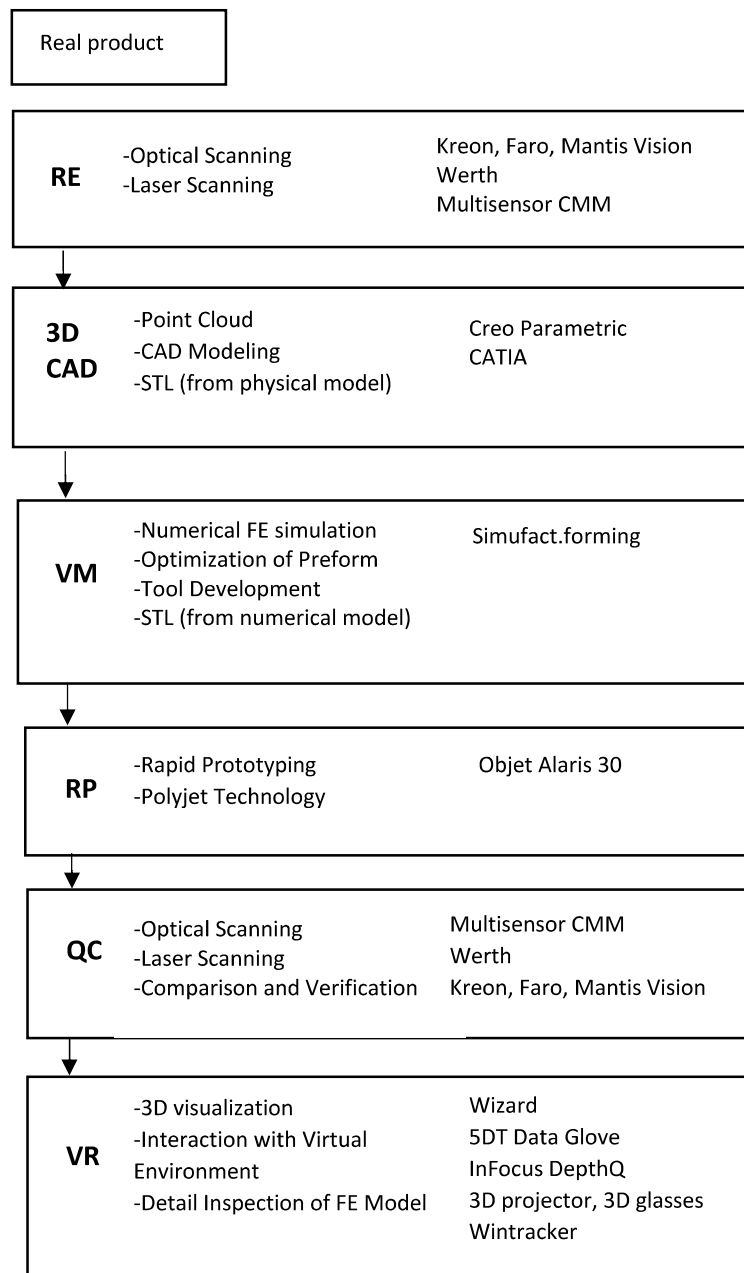 Real product
RE
-Optical Scanning
-Laser Scanning
Kreon, Faro, Mantis Vision
Werth
Multisensor CMM
3D
CAD
-Point Cloud
-CAD Modeling
-STL (from physical model)
Creo Parametric
CATIA
VM
-Numerical FE simulation
-Optimization of Preform
-Tool Development
-STL (from numerical model)
Simufact.forming
RP
-Rapid Prototyping
-Polyjet Technology
Objet Alaris 30
QC
-Optical Scanning
-Laser Scanning
-Comparison and Verification
Multisensor CMM
Werth
Kreon, Faro, Mantis Vision
VR
-3D visualization
-Interaction with Virtual
Environment
-Detail Inspection of FE Model
Wizard
5DT Data Glove
InFocus DepthQ
3D projector, 3D glasses
Wintracker